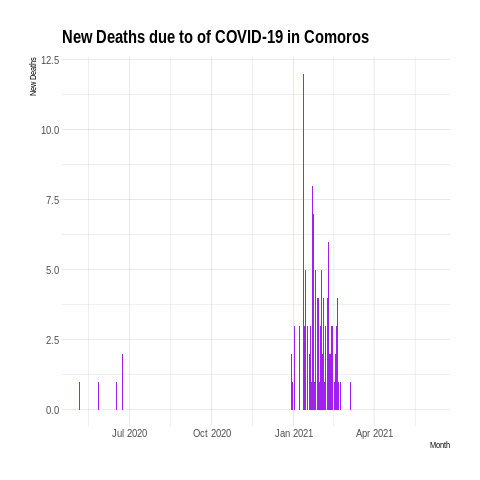 New Deaths due to of COVID-19 in Comoros
New Deaths
12.5
10.0
7.5
5.0
2.5
0.0
Jul 2020 Oct 2020 Jan 2021 Apr 2021
Month